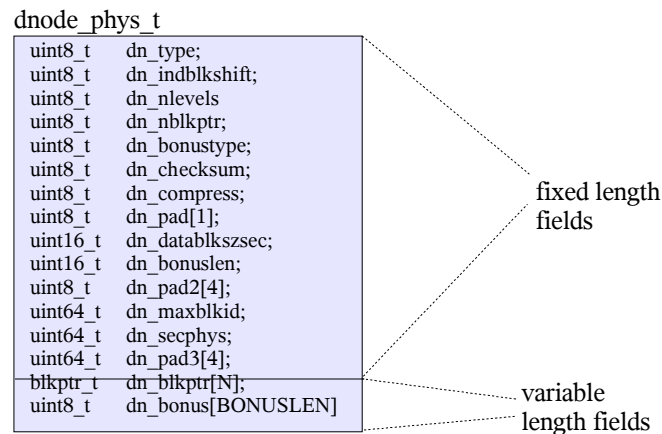 dnode_phys_t
uint8_t dn_type;
uint8_t dn_indblkshift;
uint8_t dn_nlevels
uint8_t dn_nblkptr;
uint8_t dn_bonustype;
uint8_t dn_checksum;
uint8_t dn_compress;
uint8_t dn_pad[1];
uint16_t dn_datablkszsec;
uint16_t dn_bonuslen;
uint8_t dn_pad2[4];
uint64_t dn_maxblkid;
uint64_t dn_secphys;
uint64_t dn_pad3[4];
blkptr_t dn_blkptr[N];
uint8_t dn_bonus[BONUSLEN]
fixed length
fields
variable
length fields